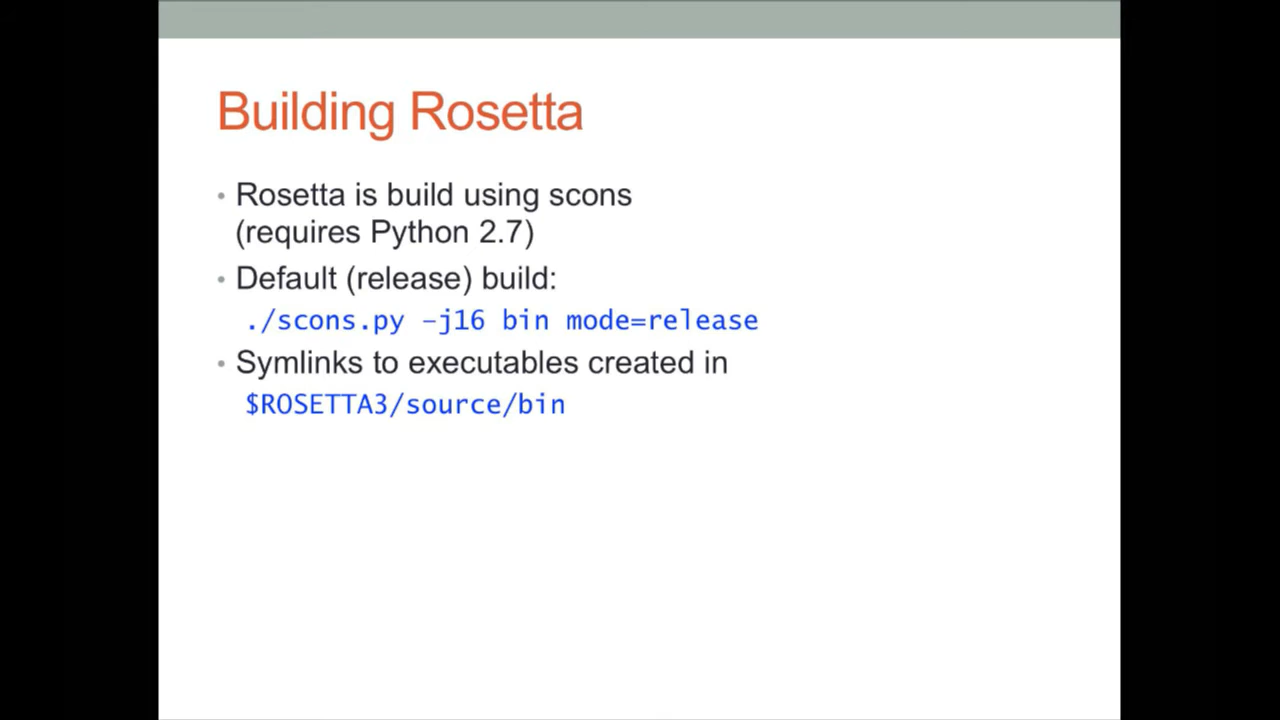 Building Rosetta
• Rosetta is build using scons
(requires Python 2.7)
• Default (release) build:
./scons.py –j16 bin mode=release
• Symlinks to executables created in
$ROSETTA3/source/bin